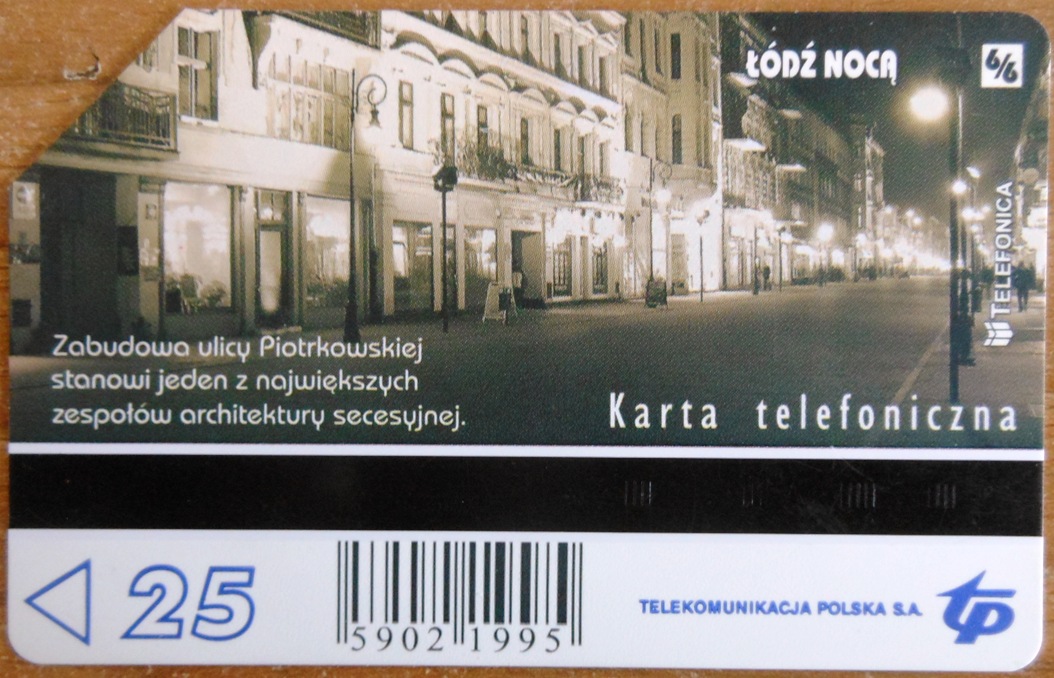 ŁÓDŹ NOCĄ
6/6
TELEFONICA
Zabudowa ulicy Piotrkowskiej
stanowi jeden z największych
zespołów architektury secesyjnej.
Karta telefoniczna
25
5902 1995
TELEKOMUNIKACJA POLSKA S.A.
tp